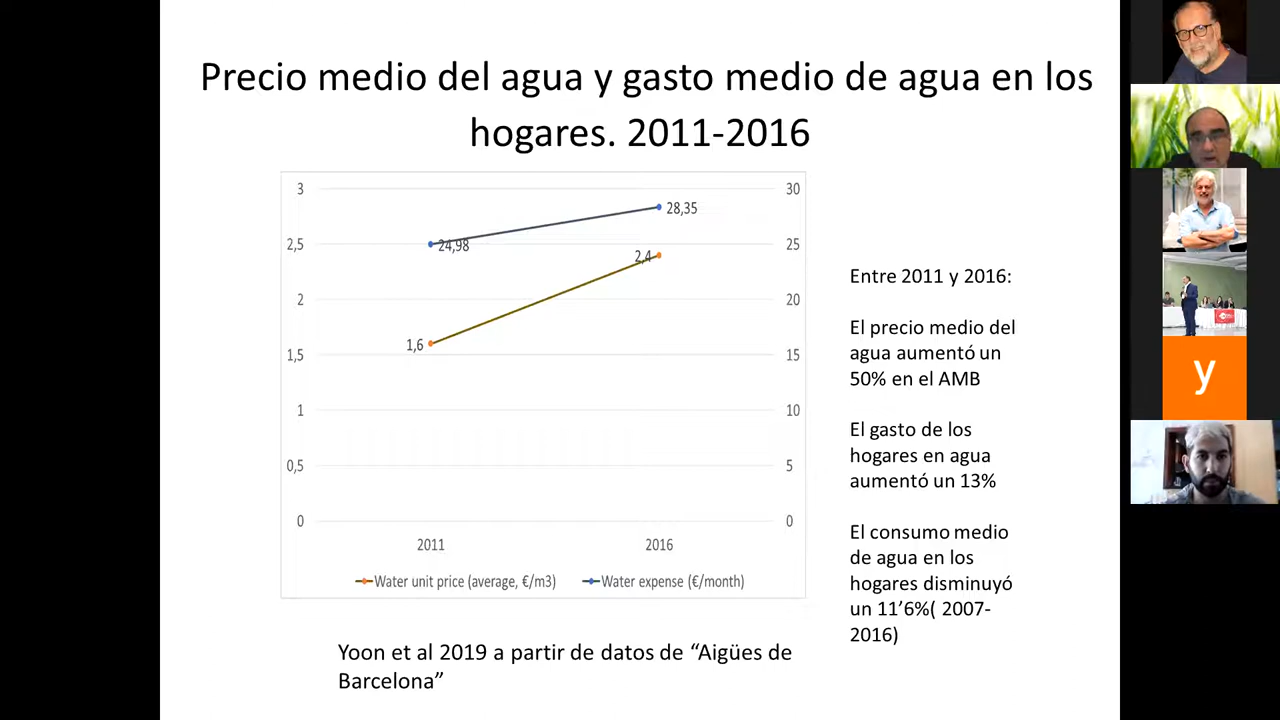 Precio medio del agua y gasto medio de agua en los
hogares. 2011-2016
3
2,5
2
1,5
1
0,5
0
30
25
20
15
10
5
0
24,98
28,35
1,6
2,4
2011
2016
Water unit price (average, €/m3)
Water expense (€/month)
Entre 2011 y 2016:
El precio medio del
agua aumentó un
50% en el AMB
El gasto de los
hogares en agua
aumentó un 13%
El consumo medio
de agua en los
hogares disminuyó
un 11’6%( 2007-
2016)
Yoon et al 2019 a partir de datos de “Aigües de
Barcelona”
y